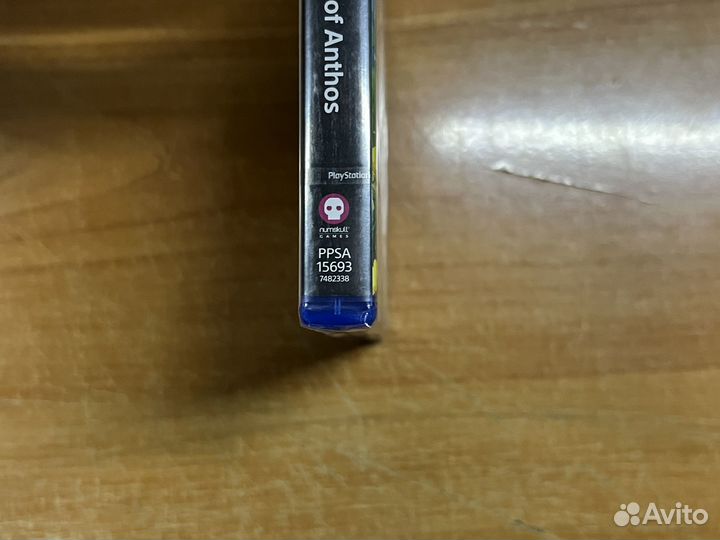 of Anthos
PlayStation
numskull
GAMES
PPSA
15693
7482338
Avito